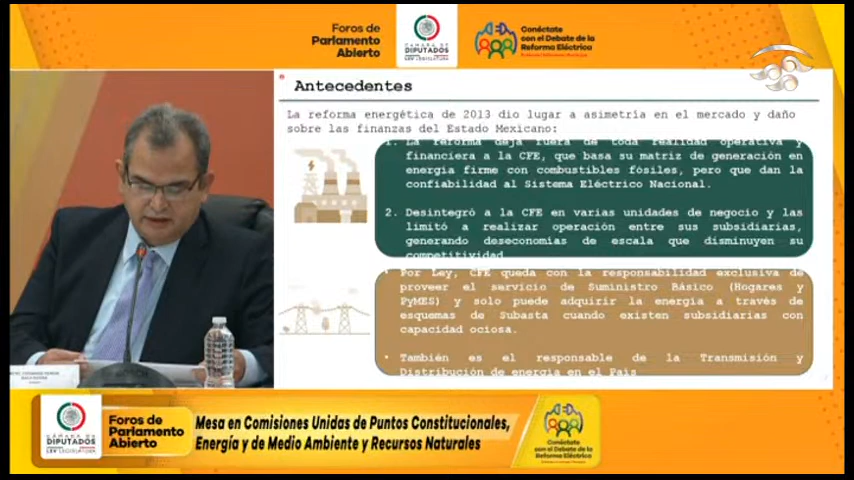 Foros de
Parlamento
Abierto
CÁMARA DE
DIPUTADOS
LXV LEGISLATURA
Conéctate
con el Debate de la
Reforma Eléctrica
Antecedentes
La reforma energética de 2013 dio lugar a asimetría en el mercado y daño
sobre las finanzas del Estado Mexicano:
1. La reforma deja fuera de toda realidad operativa y
financiera a la CFE, que basa su matriz de generación en
energía firme con combustibles fósiles, pero que dan la
confiabilidad al Sistema Eléctrico Nacional.
2. Desintegró a la CFE en varias unidades de negocio y las
limitó a realizar operación entre sus subsidiarias,
generando deseconomías de escala que disminuyen su
competitividad
• Por Ley, CFE queda con la responsabilidad exclusiva de
proveer el servicio de Suministro Básico (Hogares y
PyMES) y solo puede adquirir la energía a través de
esquemas de Subasta cuando existen subsidiarias con
capacidad ociosa.
• También es el responsable de la Transmisión y
Distribución de energía en el País
CÁMARA DE
DIPUTADOS
LXV LEGISLATURA
Foros de
Parlamento
Abierto
Mesa en Comisiones Unidas de Puntos Constitucionales,
Energía y de Medio Ambiente y Recursos Naturales
Conéctate
con el Debate de la
Reforma Eléctrica